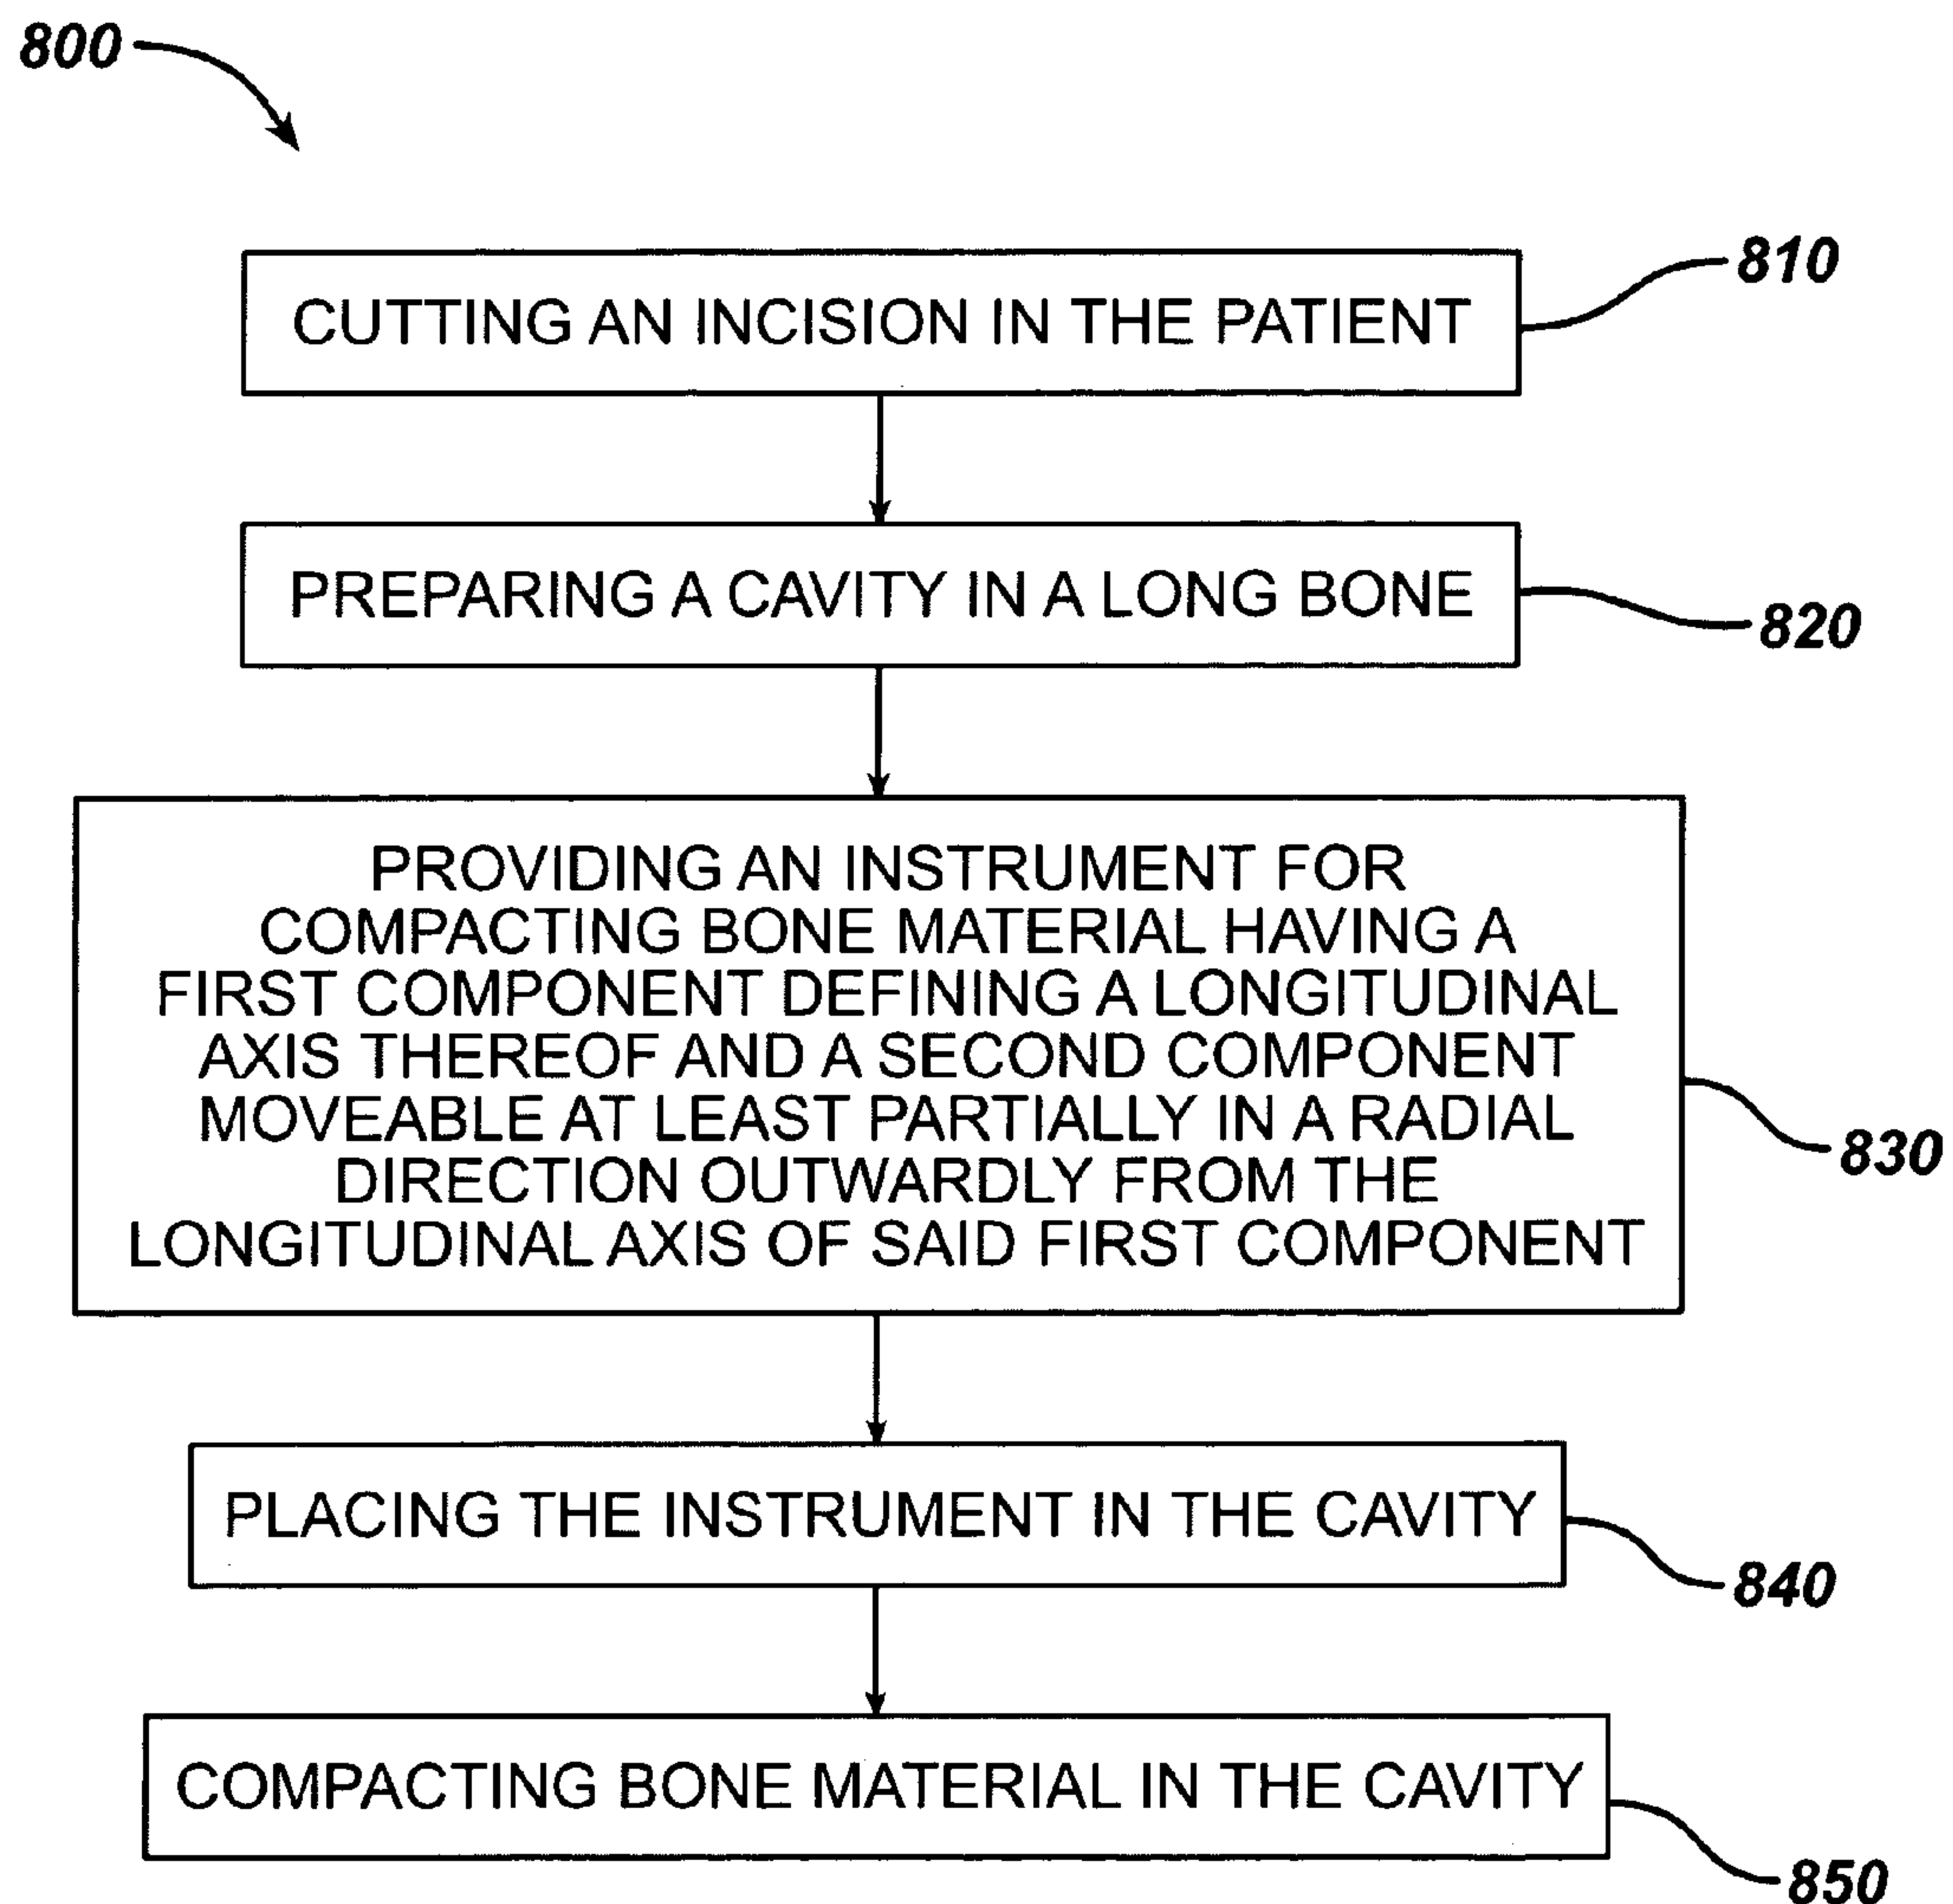 800
CUTTING AN INCISION IN THE PATIENT
810
PREPARING A CAVITY IN A LONG BONE
820
PROVIDING AN INSTRUMENT FOR
COMPACTING BONE MATERIAL HAVING A
FIRST COMPONENT DEFINING A LONGITUDINAL
AXIS THEREOF AND A SECOND COMPONENT
MOVEABLE AT LEAST PARTIALLY IN A RADIAL
DIRECTION OUTWARDLY FROM THE
LONGITUDINAL AXIS OF SAID FIRST COMPONENT
830
PLACING THE INSTRUMENT IN THE CAVITY
840
COMPACTING BONE MATERIAL IN THE CAVITY
850